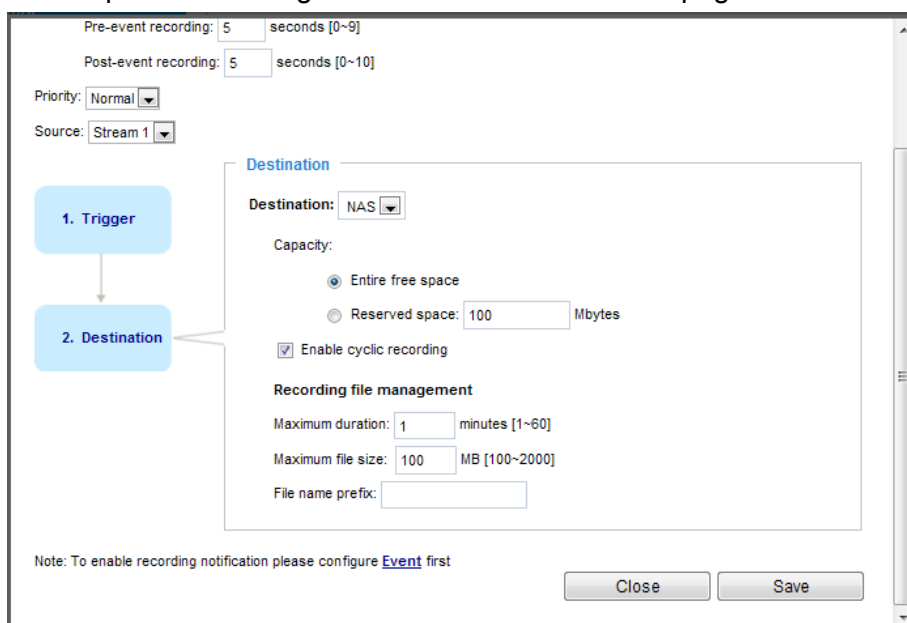 Pre-event recording: 5 seconds [0~9]
Post-event recording: 5 seconds [0~10]
Priority: Normal
Source: Stream 1
Destination
1. Trigger
Destination: NAS
Capacity:
Entire free space
Reserved space: 100 Mbytes
2. Destination
Enable cyclic recording
Recording file management
Maximum duration: 1 minutes [1~60]
Maximum file size: 100 MB [100~2000]
File name prefix:
Note: To enable recording notification please configure Event first
Close Save